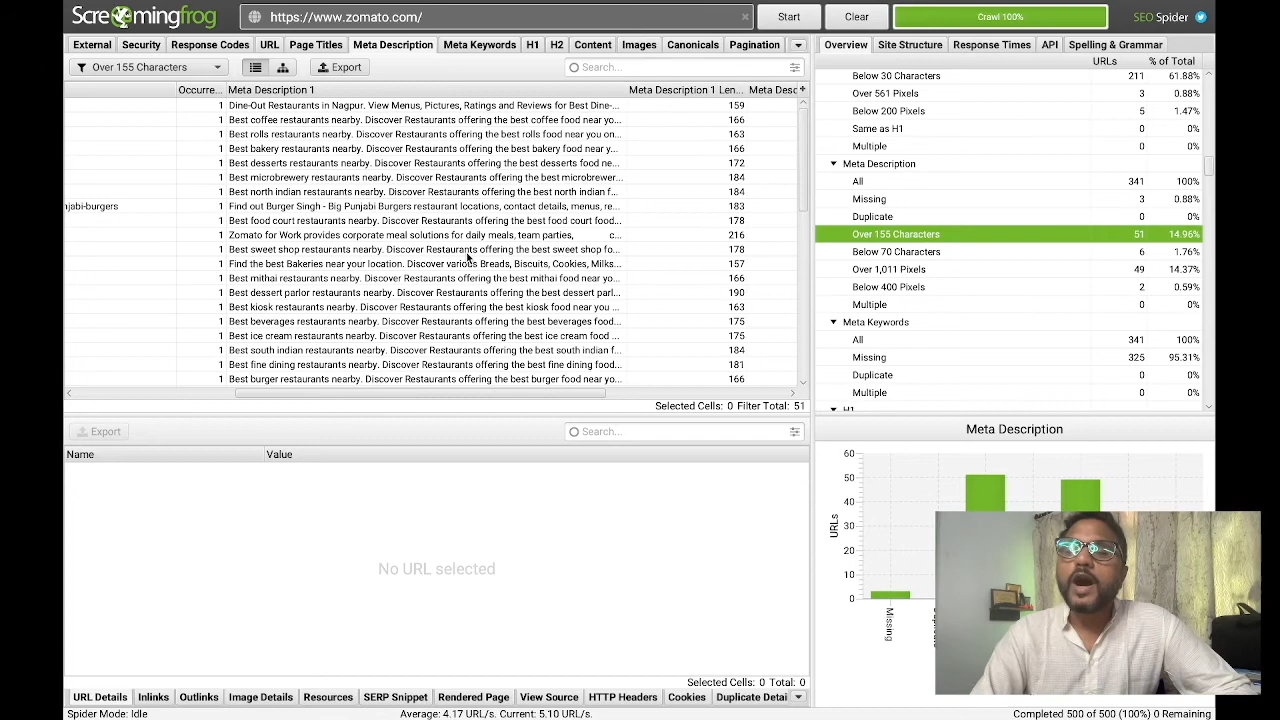 Screamingfrog
https://www.zomato.com/
Start
Clear
Crawl 100%
SEO Spider
External Security Response Codes URL Page Titles Meta Description Meta Keywords H1 H2 Content Images Canonicals Pagination
Over 155 Characters
Export
Search...
Occurre... Meta Description 1 Meta Description 1 Len... Meta Desc
1 Dine-Out Restaurants in Nagpur. View Menus, Pictures, Ratings and Reviews for Best Dine-... 159
1 Best coffee restaurants nearby. Discover Restaurants offering the best coffee food near yo... 166
1 Best rolls restaurants nearby. Discover Restaurants offering the best rolls food near you on... 163
1 Best bakery restaurants nearby. Discover Restaurants offering the best bakery food near y... 166
1 Best desserts restaurants nearby. Discover Restaurants offering the best desserts food ne... 172
1 Best microbrewery restaurants nearby. Discover Restaurants offering the best microbrewer... 184
1 Best north indian restaurants nearby. Discover Restaurants offering the best north indian f... 184
njabi-burgers 1 Find out Burger Singh - Big Punjabi Burgers restaurant locations, contact details, menus, re... 183
1 Best food court restaurants nearby. Discover Restaurants offering the best food court food... 178
1 Zomato for Work provides corporate meal solutions for daily meals, team parties, c... 216
1 Best sweet shop restaurants nearby. Discover Restaurants offering the best sweet shop fo... 178
1 Find the best Bakeries near your location. Discover various Breads, Biscuits, Cookies, Milks... 157
1 Best mithai restaurants nearby. Discover Restaurants offering the best mithai food near yo... 166
1 Best dessert parlor restaurants nearby. Discover Restaurants offering the best dessert parl... 190
1 Best kiosk restaurants nearby. Discover Restaurants offering the best kiosk food near you ... 163
1 Best beverages restaurants nearby. Discover Restaurants offering the best beverages food... 175
1 Best ice cream restaurants nearby. Discover Restaurants offering the best ice cream food ... 175
1 Best south indian restaurants nearby. Discover Restaurants offering the best south indian f... 184
1 Best fine dining restaurants nearby. Discover Restaurants offering the best fine dining food... 181
1 Best burger restaurants nearby. Discover Restaurants offering the best burger food near yo... 166
Selected Cells: 0 Filter Total: 51
Export
Search...
Name Value
No URL selected
Selected Cells: 0 Total: 0
URL Details Inlinks Outlinks Image Details Resources SERP Snippet Rendered Page View Source HTTP Headers Cookies Duplicate Detai
Spider Mode: Idle
Average: 4.17 URL/s. Current: 5.10 URL/s.
Completed 500 of 500 (100%) 0 Remaining
Overview Site Structure Response Times API Spelling & Grammar
URLs % of Total
Below 30 Characters 211 61.88%
Over 561 Pixels 3 0.88%
Below 200 Pixels 5 1.47%
Same as H1 0 0%
Multiple 0 0%
Meta Description
All 341 100%
Missing 3 0.88%
Duplicate 0 0%
Over 155 Characters 51 14.96%
Below 70 Characters 6 1.76%
Over 1,011 Pixels 49 14.37%
Below 400 Pixels 2 0.59%
Multiple 0 0%
Meta Keywords
All 341 100%
Missing 325 95.31%
Duplicate 0 0%
Multiple 0 0%
H1
Meta Description
60
50
40
30
20
10
0
URLs
Missing